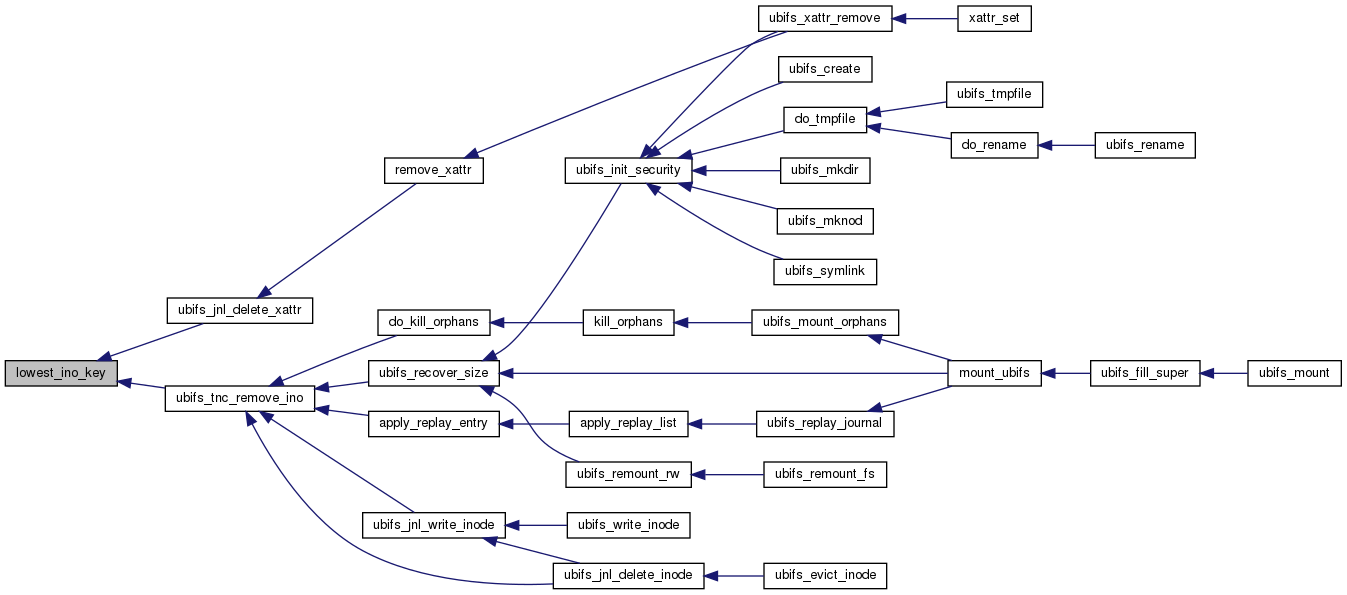 ubifs_xattr_remove
xattr_set
ubifs_create
ubifs_tmpfile
do_tmpfile
do_rename
ubifs_rename
remove_xattr
ubifs_init_security
ubifs_mkdir
ubifs_mknod
ubifs_symlink
ubifs_jnl_delete_xattr
do_kill_orphans
kill_orphans
ubifs_mount_orphans
lowest_ino_key
ubifs_recover_size
mount_ubifs
ubifs_fill_super
ubifs_mount
ubifs_tnc_remove_ino
apply_replay_entry
apply_replay_list
ubifs_replay_journal
ubifs_remount_rw
ubifs_remount_fs
ubifs_jnl_write_inode
ubifs_write_inode
ubifs_jnl_delete_inode
ubifs_evict_inode